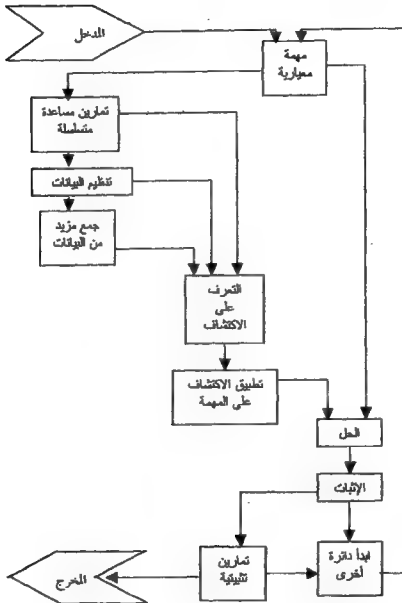 المدخل
مهمة
معيارية
تمارين مساعدة
متسلسلة
تنظيم البيانات
جمع مزيد
من البيانات
التعرف
على
الاكتشاف
تطبيق الاكتشاف
على المهمة
الحل
الإثبات
ابدأ دائرة
أخرى
تمارين
تثبيتية
المخرج